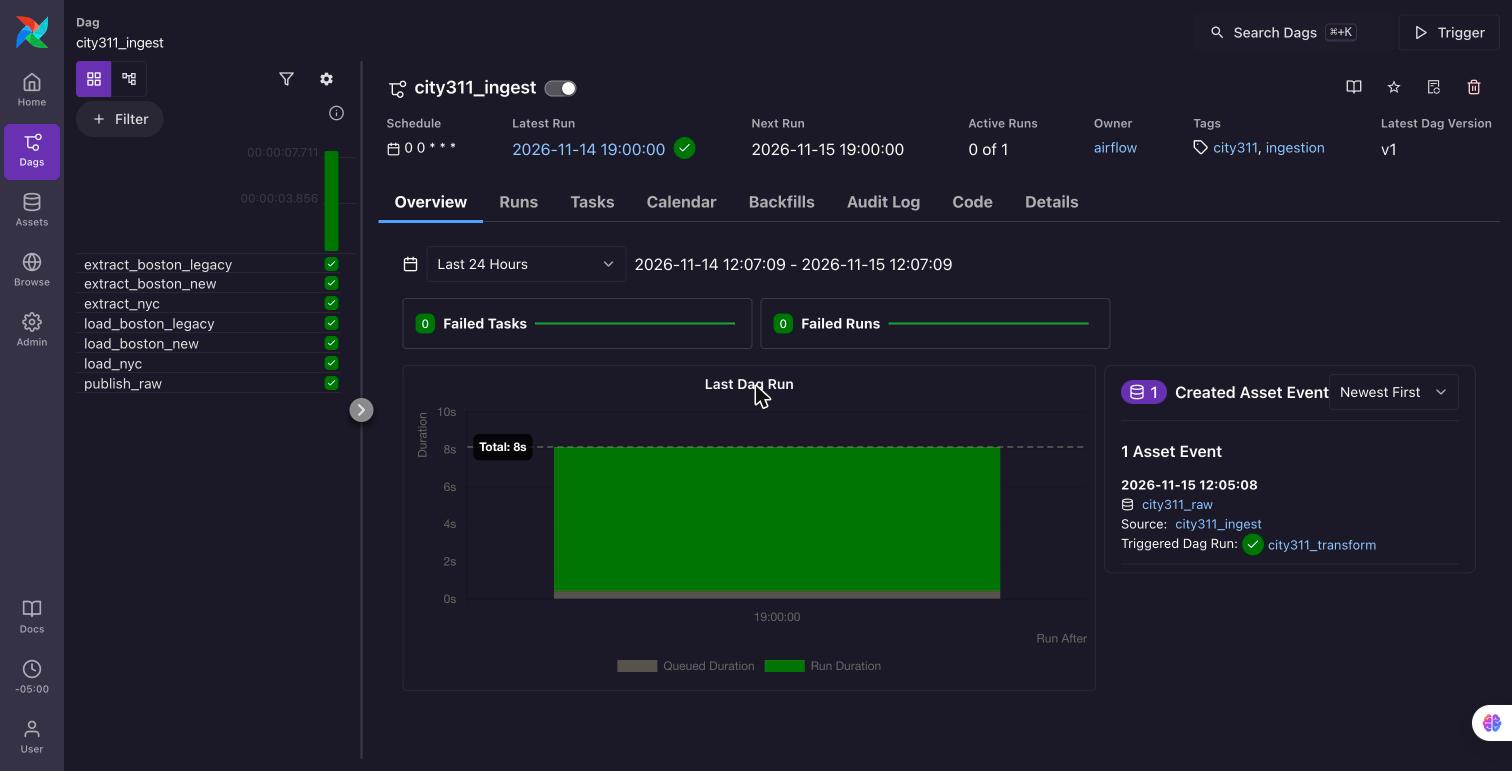 Dag
city311_ingest
Search Dags ⌘+K
Trigger
Home
Dags
Assets
Browse
Admin
Docs
-05:00
User
Filter
00:00:07.711
00:00:03.856
extract_boston_legacy
extract_boston_new
extract_nyc
load_boston_legacy
load_boston_new
load_nyc
publish_raw
city311_ingest
Schedule Latest Run Next Run Active Runs Owner Tags Latest Dag Version
0 0 * * * 2026-11-14 19:00:00 2026-11-15 19:00:00 0 of 1 airflow city311, ingestion v1
Overview Runs Tasks Calendar Backfills Audit Log Code Details
Last 24 Hours 2026-11-14 12:07:09 - 2026-11-15 12:07:09
0 Failed Tasks 0 Failed Runs
Last Dag Run
Duration
10s
8s
6s
4s
2s
0s
Total: 8s
19:00:00
Run After
Queued Duration Run Duration
1 Created Asset Event Newest First
1 Asset Event
2026-11-15 12:05:08
city311_raw
Source: city311_ingest
Triggered Dag Run: city311_transform